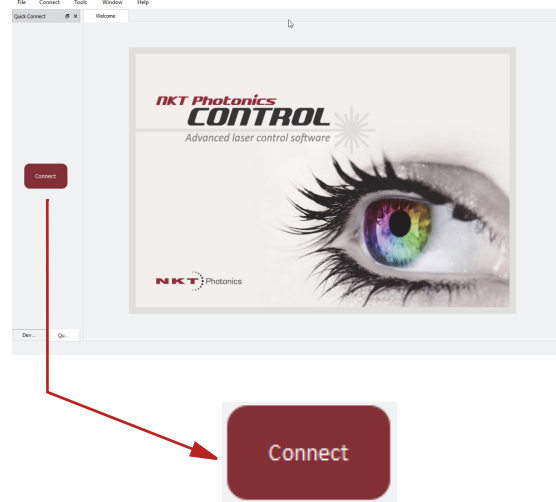 File Connect Tools Window Help
Quick Connect
Welcome
NKT Photonics
CONTROL
Advanced laser control software
Connect
NKT Photonics
Dev... Qu...
Connect